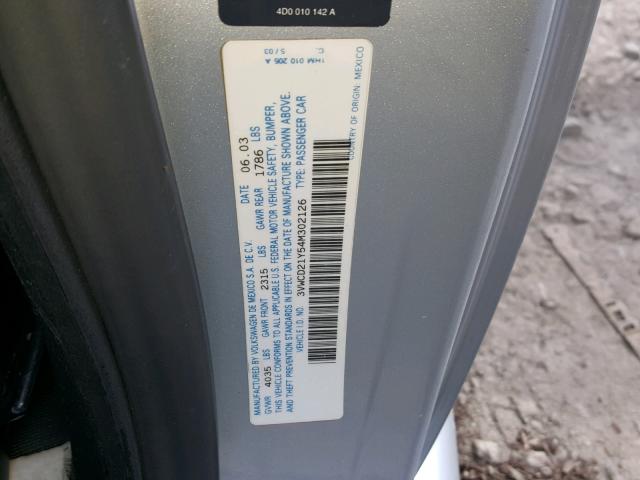 4D0 010 142 A
MANUFACTURED BY VOLKSWAGEN DE MEXICO S.A. DE C.V. DATE 06.03
GVWR 4035 LBS GAWR FRONT 2315 LBS GAWR REAR 1786 LBS
THIS VEHICLE CONFORMS TO ALL APPLICABLE U.S. FEDERAL MOTOR VEHICLE SAFETY, BUMPER,
AND THEFT PREVENTION STANDARDS IN EFFECT ON THE DATE OF MANUFACTURE SHOWN ABOVE.
VEHICLE I.D. NO. 3VWCD21Y54M302126 TYPE: PASSENGER CAR
COUNTRY OF ORIGIN: MEXICO
1HM 010 205 A
C. 5/03